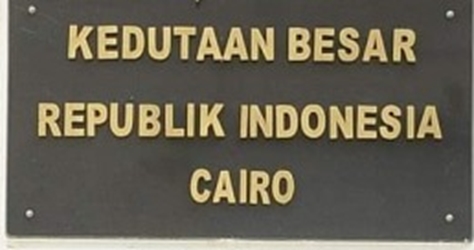 KEDUTAAN BESAR
REPUBLIK INDONESIA
CAIRO